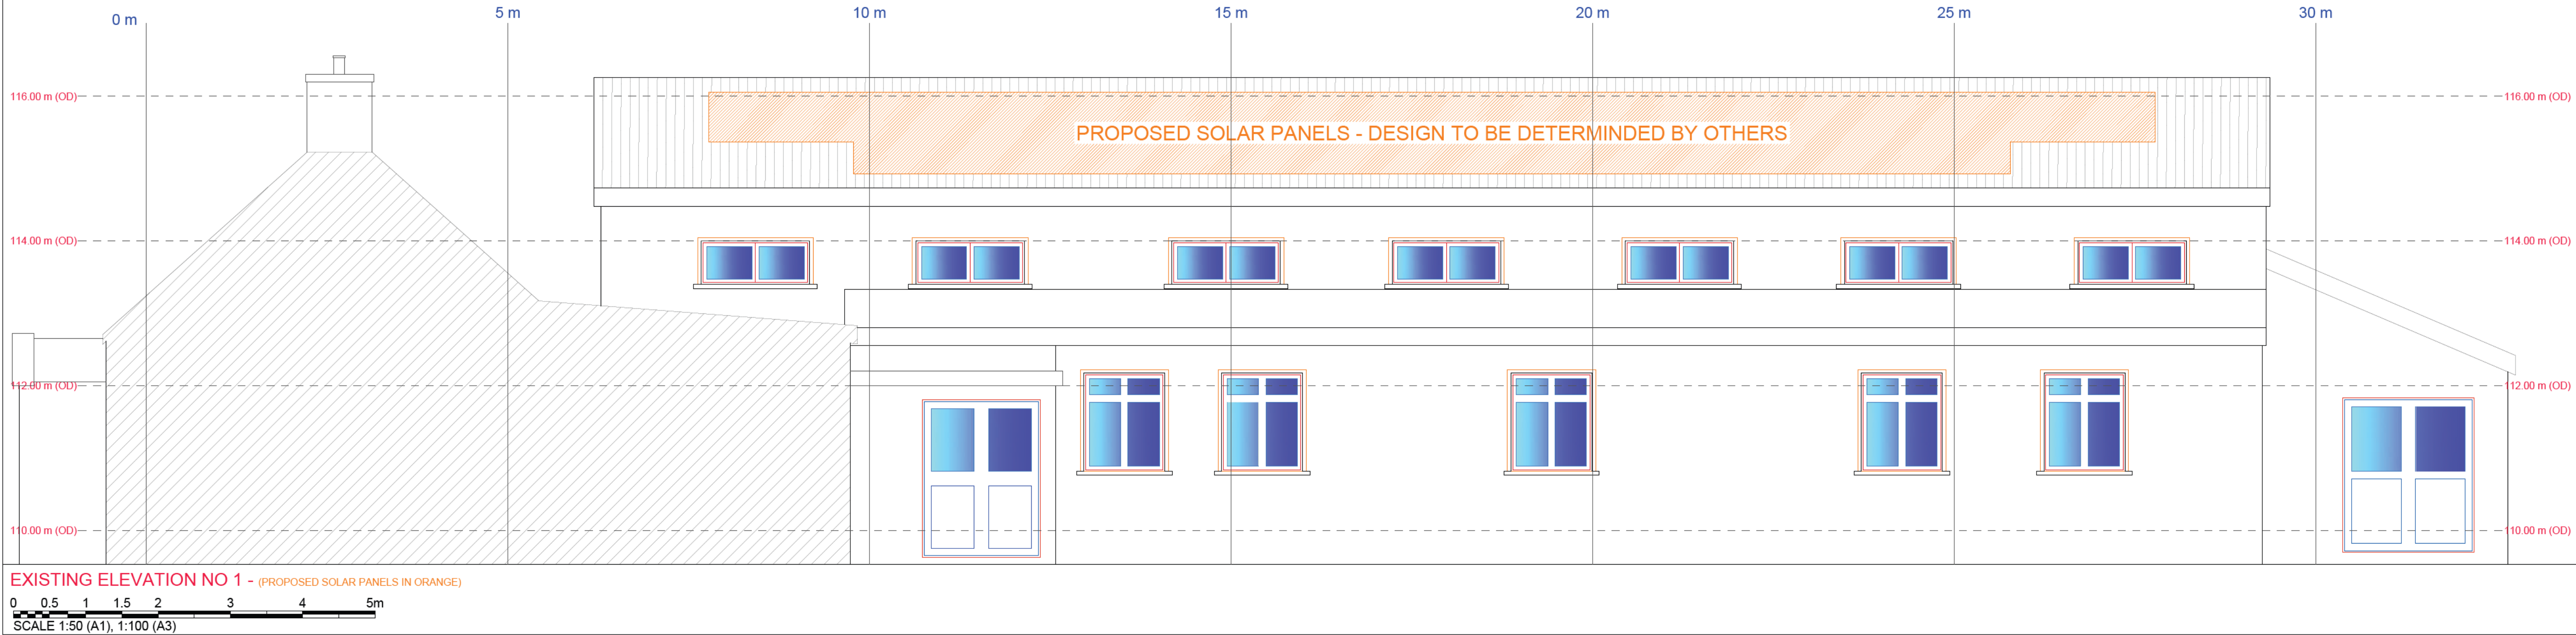 0 m
5 m
10 m
15 m
20 m
25 m
30 m
116.00 m (OD)
116.00 m (OD)
PROPOSED SOLAR PANELS - DESIGN TO BE DETERMINDED BY OTHERS
114.00 m (OD)
114.00 m (OD)
112.00 m (OD)
112.00 m (OD)
110.00 m (OD)
110.00 m (OD)
EXISTING ELEVATION NO 1 - (PROPOSED SOLAR PANELS IN ORANGE)
0 0.5 1 1.5 2 3 4 5m
SCALE 1:50 (A1), 1:100 (A3)